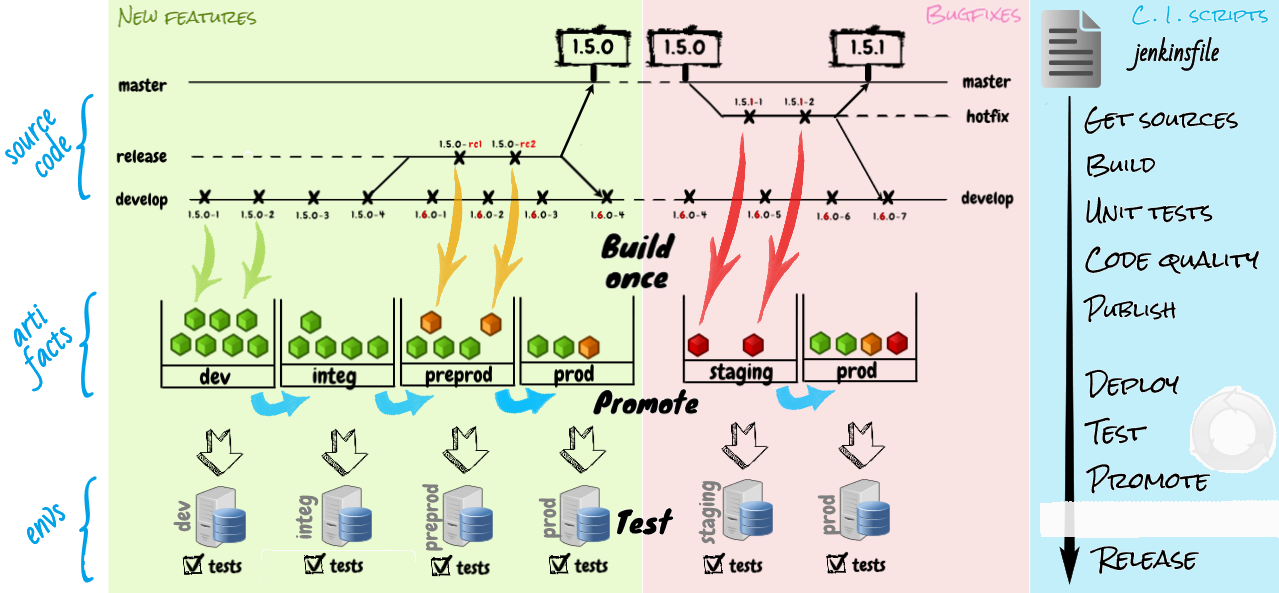 NEW FEATURES
BUGFIXES
C. I. SCRIPTS
jenkinsfile
1.5.0
1.5.0
1.5.1
master
master
1.5.1-1
1.5.1-2
hotfix
source
code
release
1.5.0-rc1
1.5.0-rc2
develop
develop
1.5.0-1
1.5.0-2
1.5.0-3
1.5.0-4
1.6.0-1
1.6.0-2
1.6.0-3
1.6.0-4
1.6.0-4
1.6.0-5
1.6.0-6
1.6.0-7
Build
once
arti
facts
dev
integ
preprod
prod
staging
prod
Promote
envs
dev
integ
preprod
prod
Test
staging
prod
tests
tests
tests
tests
tests
tests
GET SOURCES
BUILD
UNIT TESTS
CODE QUALITY
PUBLISH
DEPLOY
TEST
PROMOTE
RELEASE